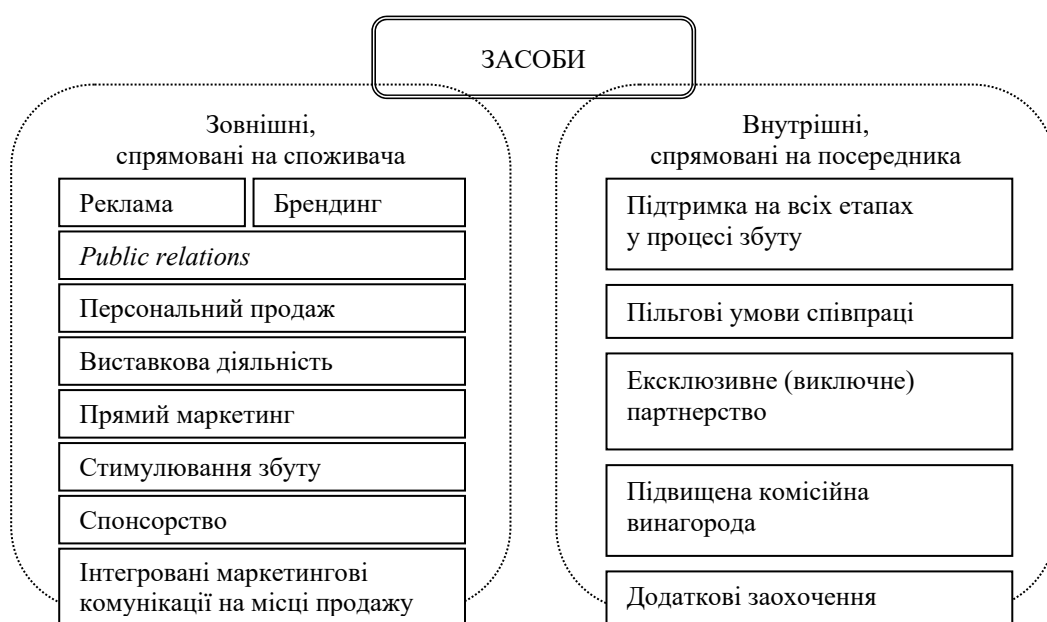 ЗАСОБИ
Зовнішні,
спрямовані на споживача
Реклама
Брендинг
Public relations
Персональний продаж
Виставкова діяльність
Прямий маркетинг
Стимулювання збуту
Спонсорство
Інтегровані маркетингові
комунікації на місці продажу
Внутрішні,
спрямовані на посередника
Підтримка на всіх етапах
у процесі збуту
Пільгові умови співпраці
Ексклюзивне (виключне)
партнерство
Підвищена комісійна
винагорода
Додаткові заохочення